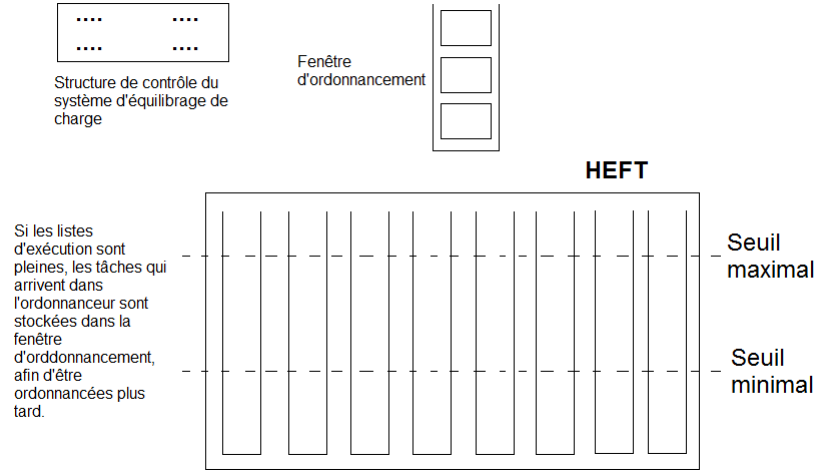 .... ....
.... ....
Structure de contrôle du
système d'équilibrage de
charge
Fenêtre
d'ordonnancement
HEFT
Si les listes
d'exécution sont
pleines, les tâches qui
arrivent dans
l'ordonnanceur sont
stockées dans la
fenêtre
d'orddonnancement,
afin d'être
ordonnancées plus
tard.
Seuil
maximal
Seuil
minimal